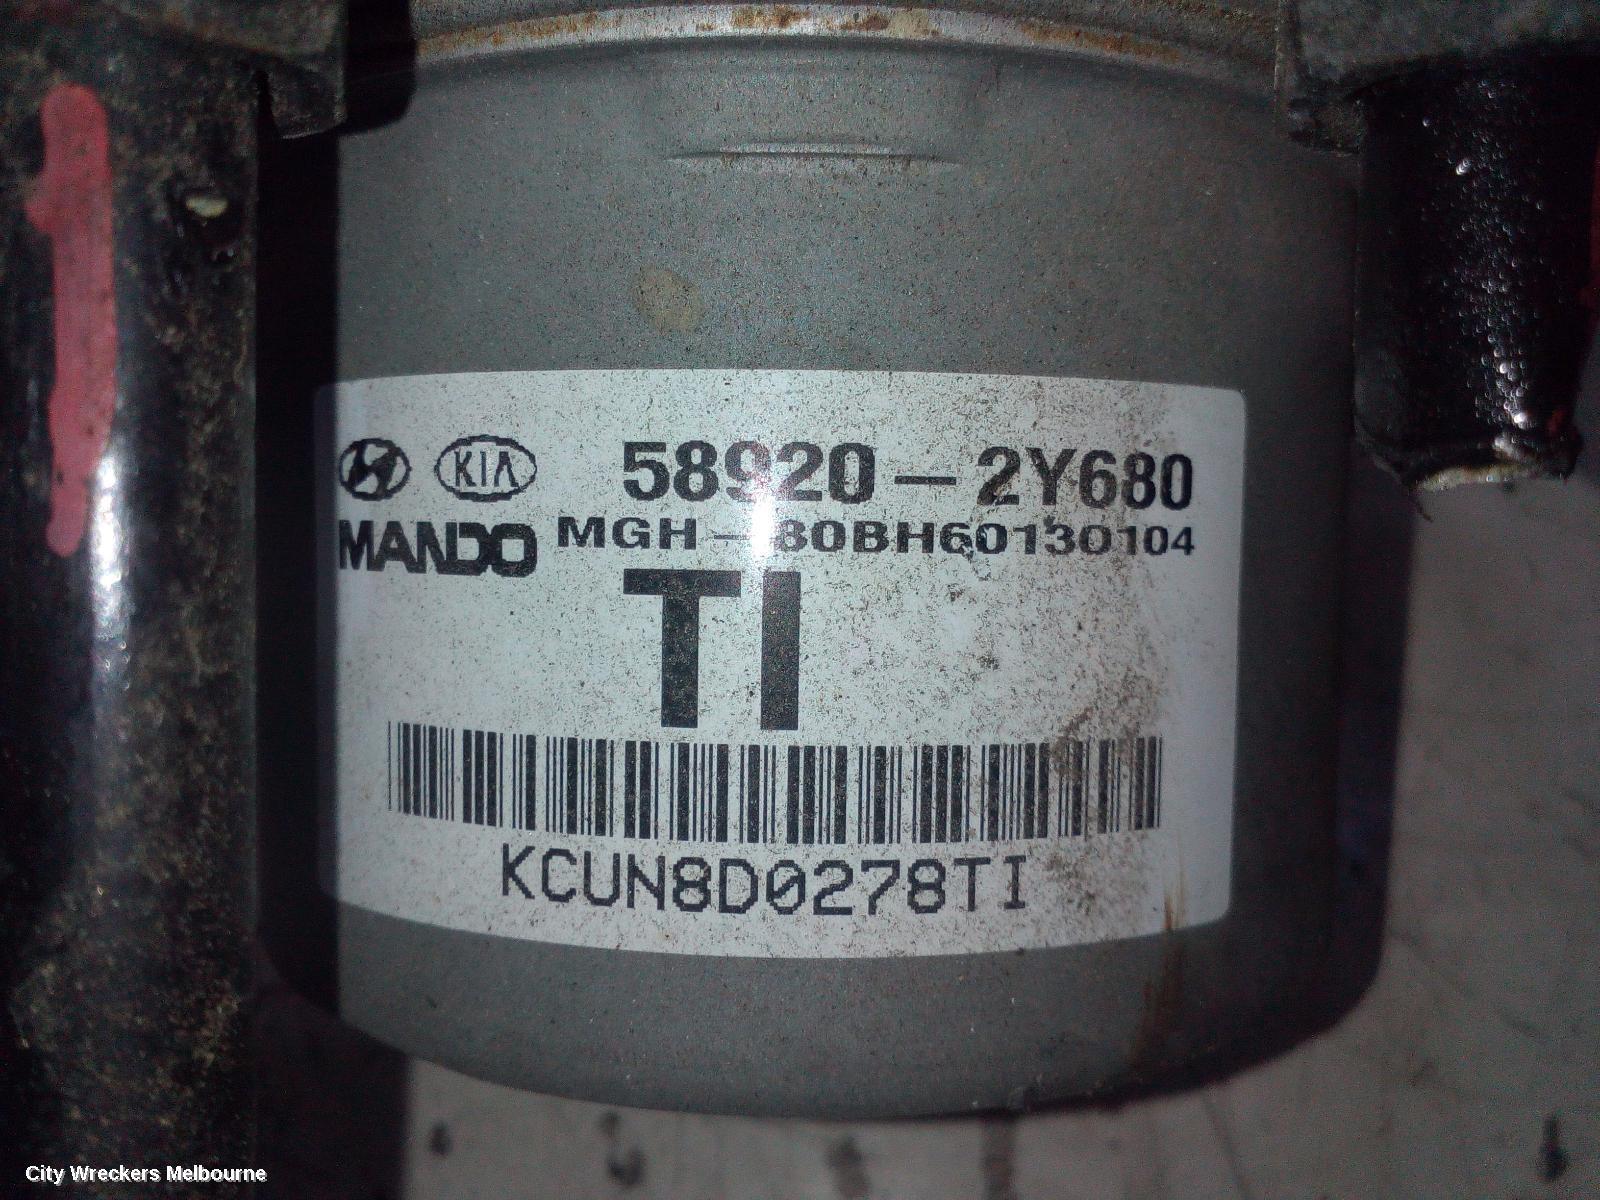 KIA 58920-2Y680
MANDO MGH-80BH60130104
TI
KCUN8D0278TI
City Wreckers Melbourne